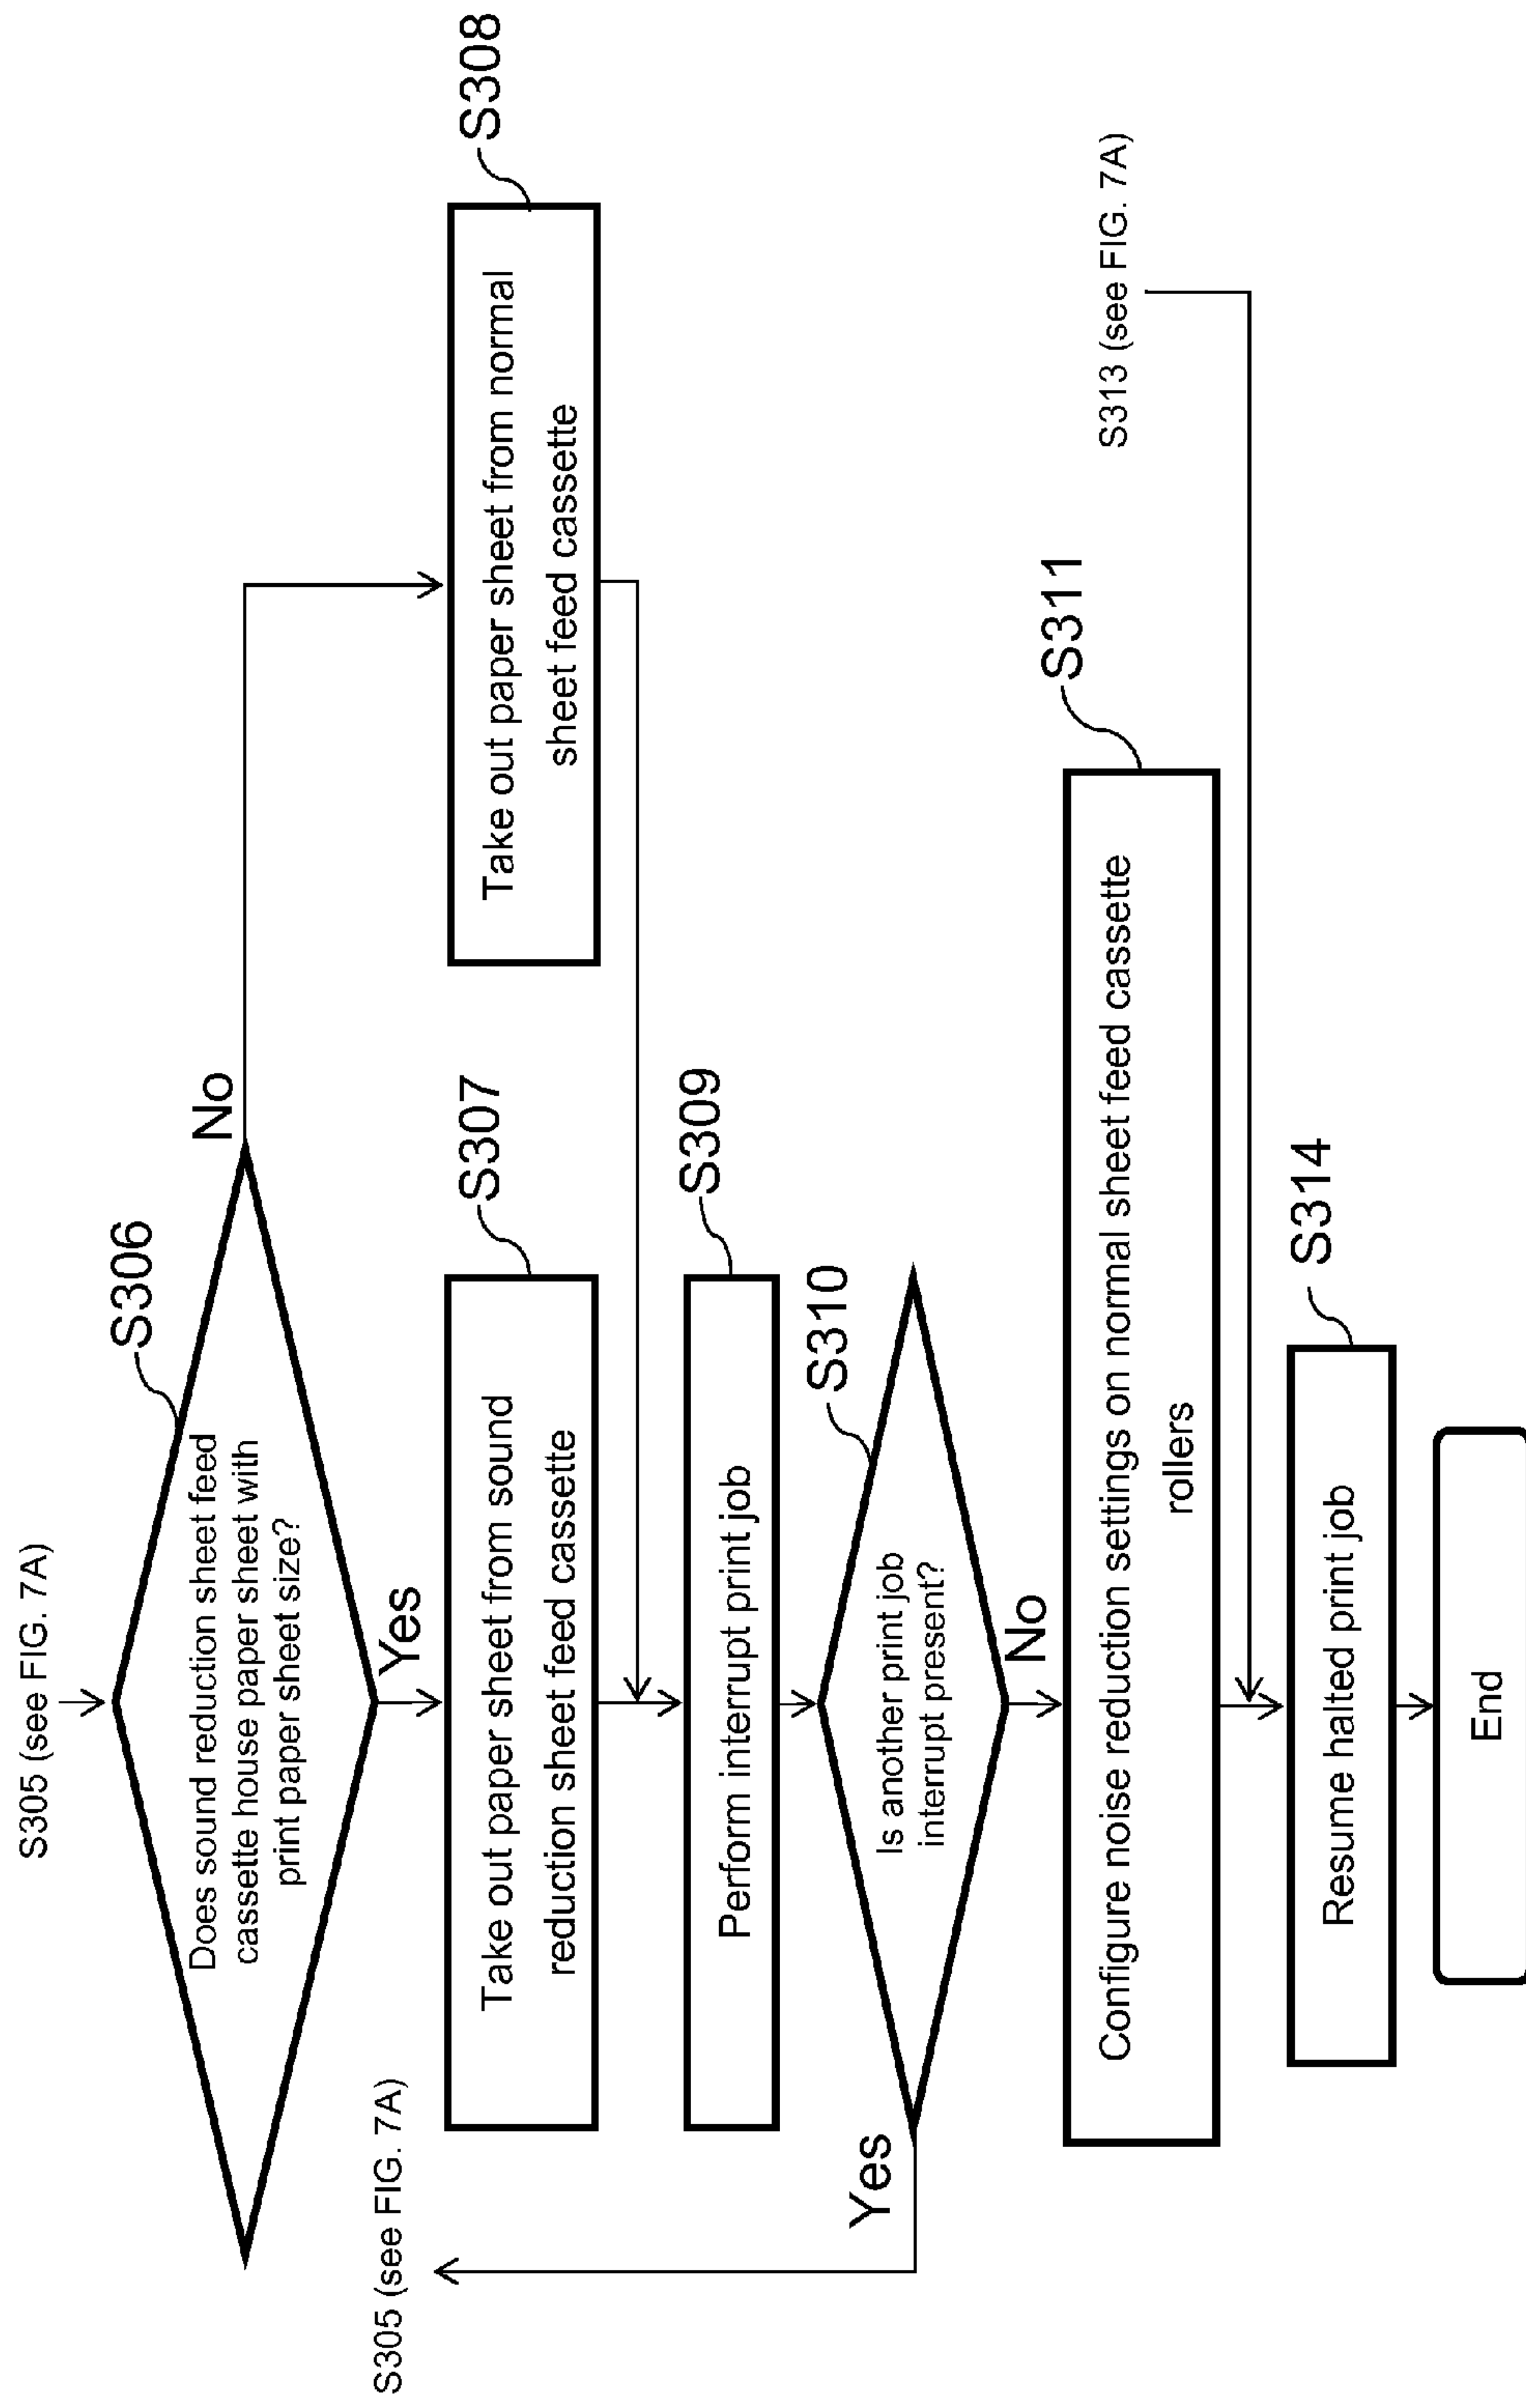 S305 (see FIG. 7A)
S306
Does sound reduction sheet feed
cassette house paper sheet with
print paper sheet size?
No
Yes
S305 (see FIG. 7A)
S307
Take out paper sheet from sound
reduction sheet feed cassette
S308
Take out paper sheet from normal
sheet feed cassette
S309
Perform interrupt print job
S310
Is another print job
interrupt present?
Yes
No
S311
Configure noise reduction settings on normal sheet feed cassette
rollers
S313 (see FIG. 7A)
S314
Resume halted print job
End